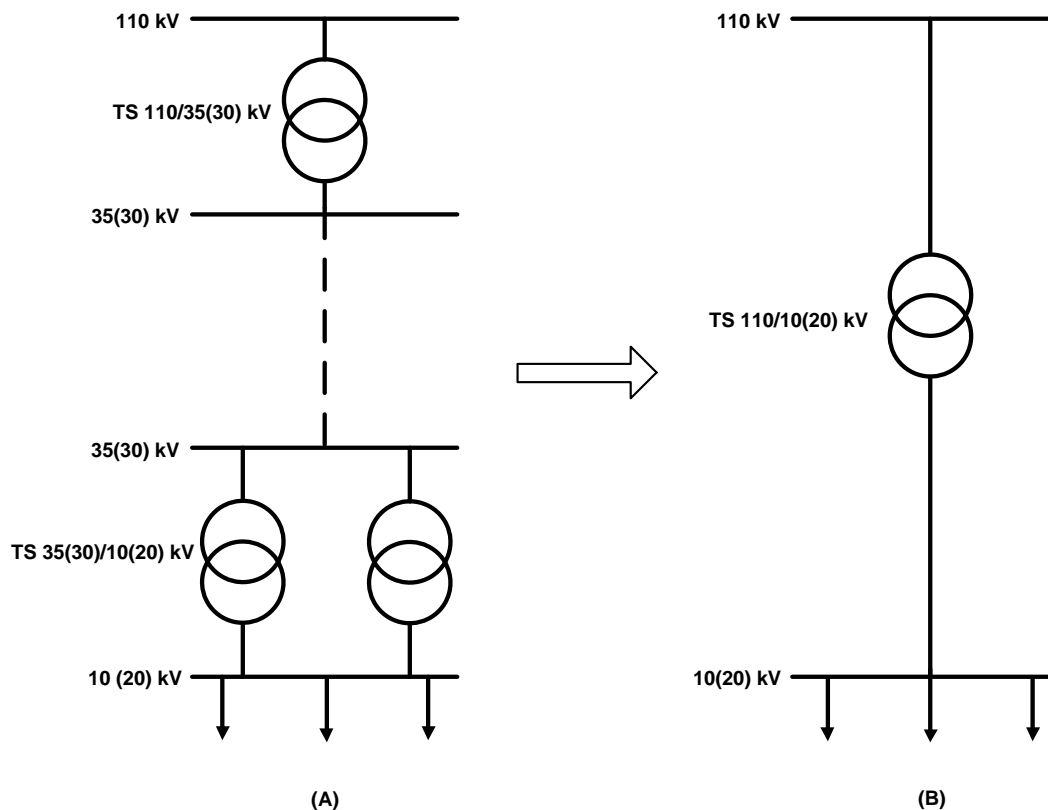 110 kV
TS 110/35(30) kV
35(30) kV
35(30) kV
TS 35(30)/10(20) kV
10 (20) kV
(A)
110 kV
TS 110/10(20) kV
10(20) kV
(B)